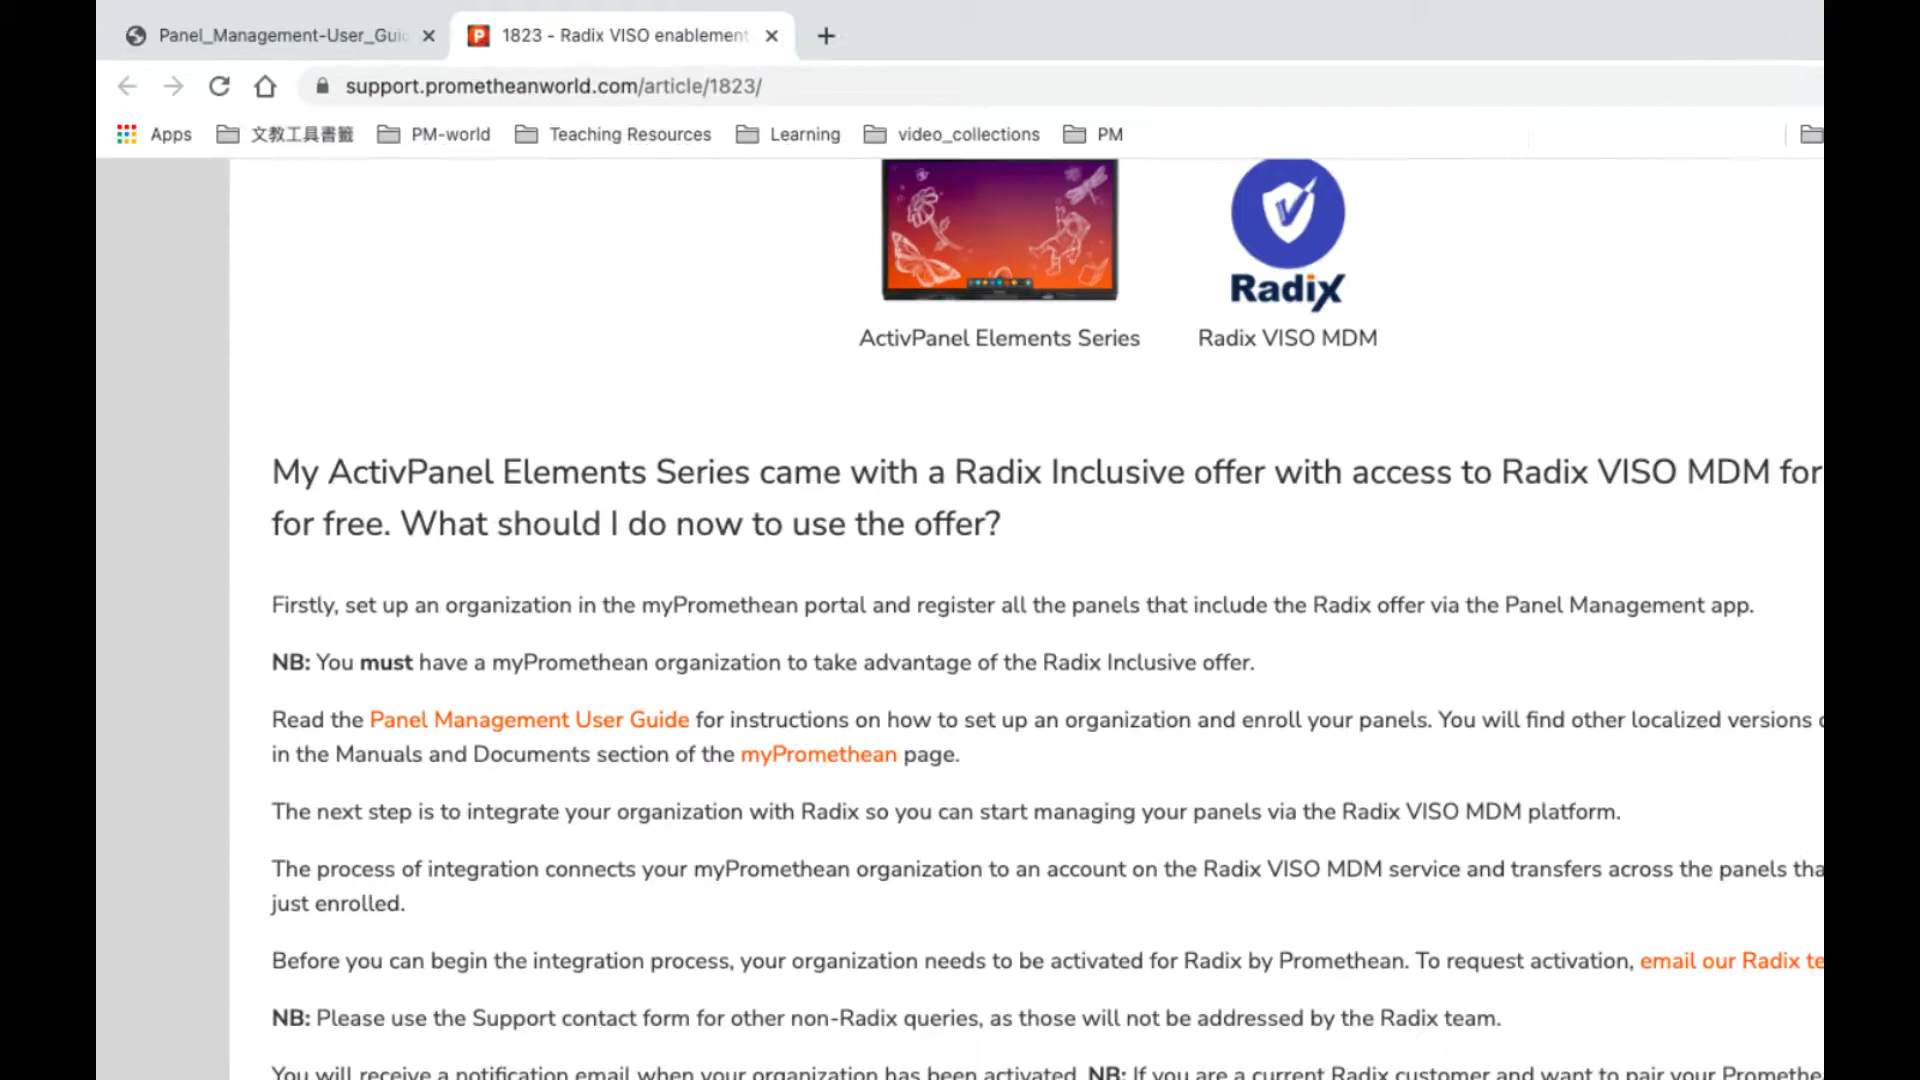 Panel_Management-User_Guid
1823 - Radix VISO enablement
support.prometheanworld.com/article/1823/
Apps 文教工具書籤 PM-world Teaching Resources Learning video_collections PM
Radix
ActivPanel Elements Series Radix VISO MDM
My ActivPanel Elements Series came with a Radix Inclusive offer with access to Radix VISO MDM for
for free. What should I do now to use the offer?
Firstly, set up an organization in the myPromethean portal and register all the panels that include the Radix offer via the Panel Management app.
NB: You must have a myPromethean organization to take advantage of the Radix Inclusive offer.
Read the Panel Management User Guide for instructions on how to set up an organization and enroll your panels. You will find other localized versions
in the Manuals and Documents section of the myPromethean page.
The next step is to integrate your organization with Radix so you can start managing your panels via the Radix VISO MDM platform.
The process of integration connects your myPromethean organization to an account on the Radix VISO MDM service and transfers across the panels tha
just enrolled.
Before you can begin the integration process, your organization needs to be activated for Radix by Promethean. To request activation, email our Radix te
NB: Please use the Support contact form for other non-Radix queries, as those will not be addressed by the Radix team.
You will receive a notification email when your organization has been activated. NB: If you are a current Radix customer and want to pair your Promethe